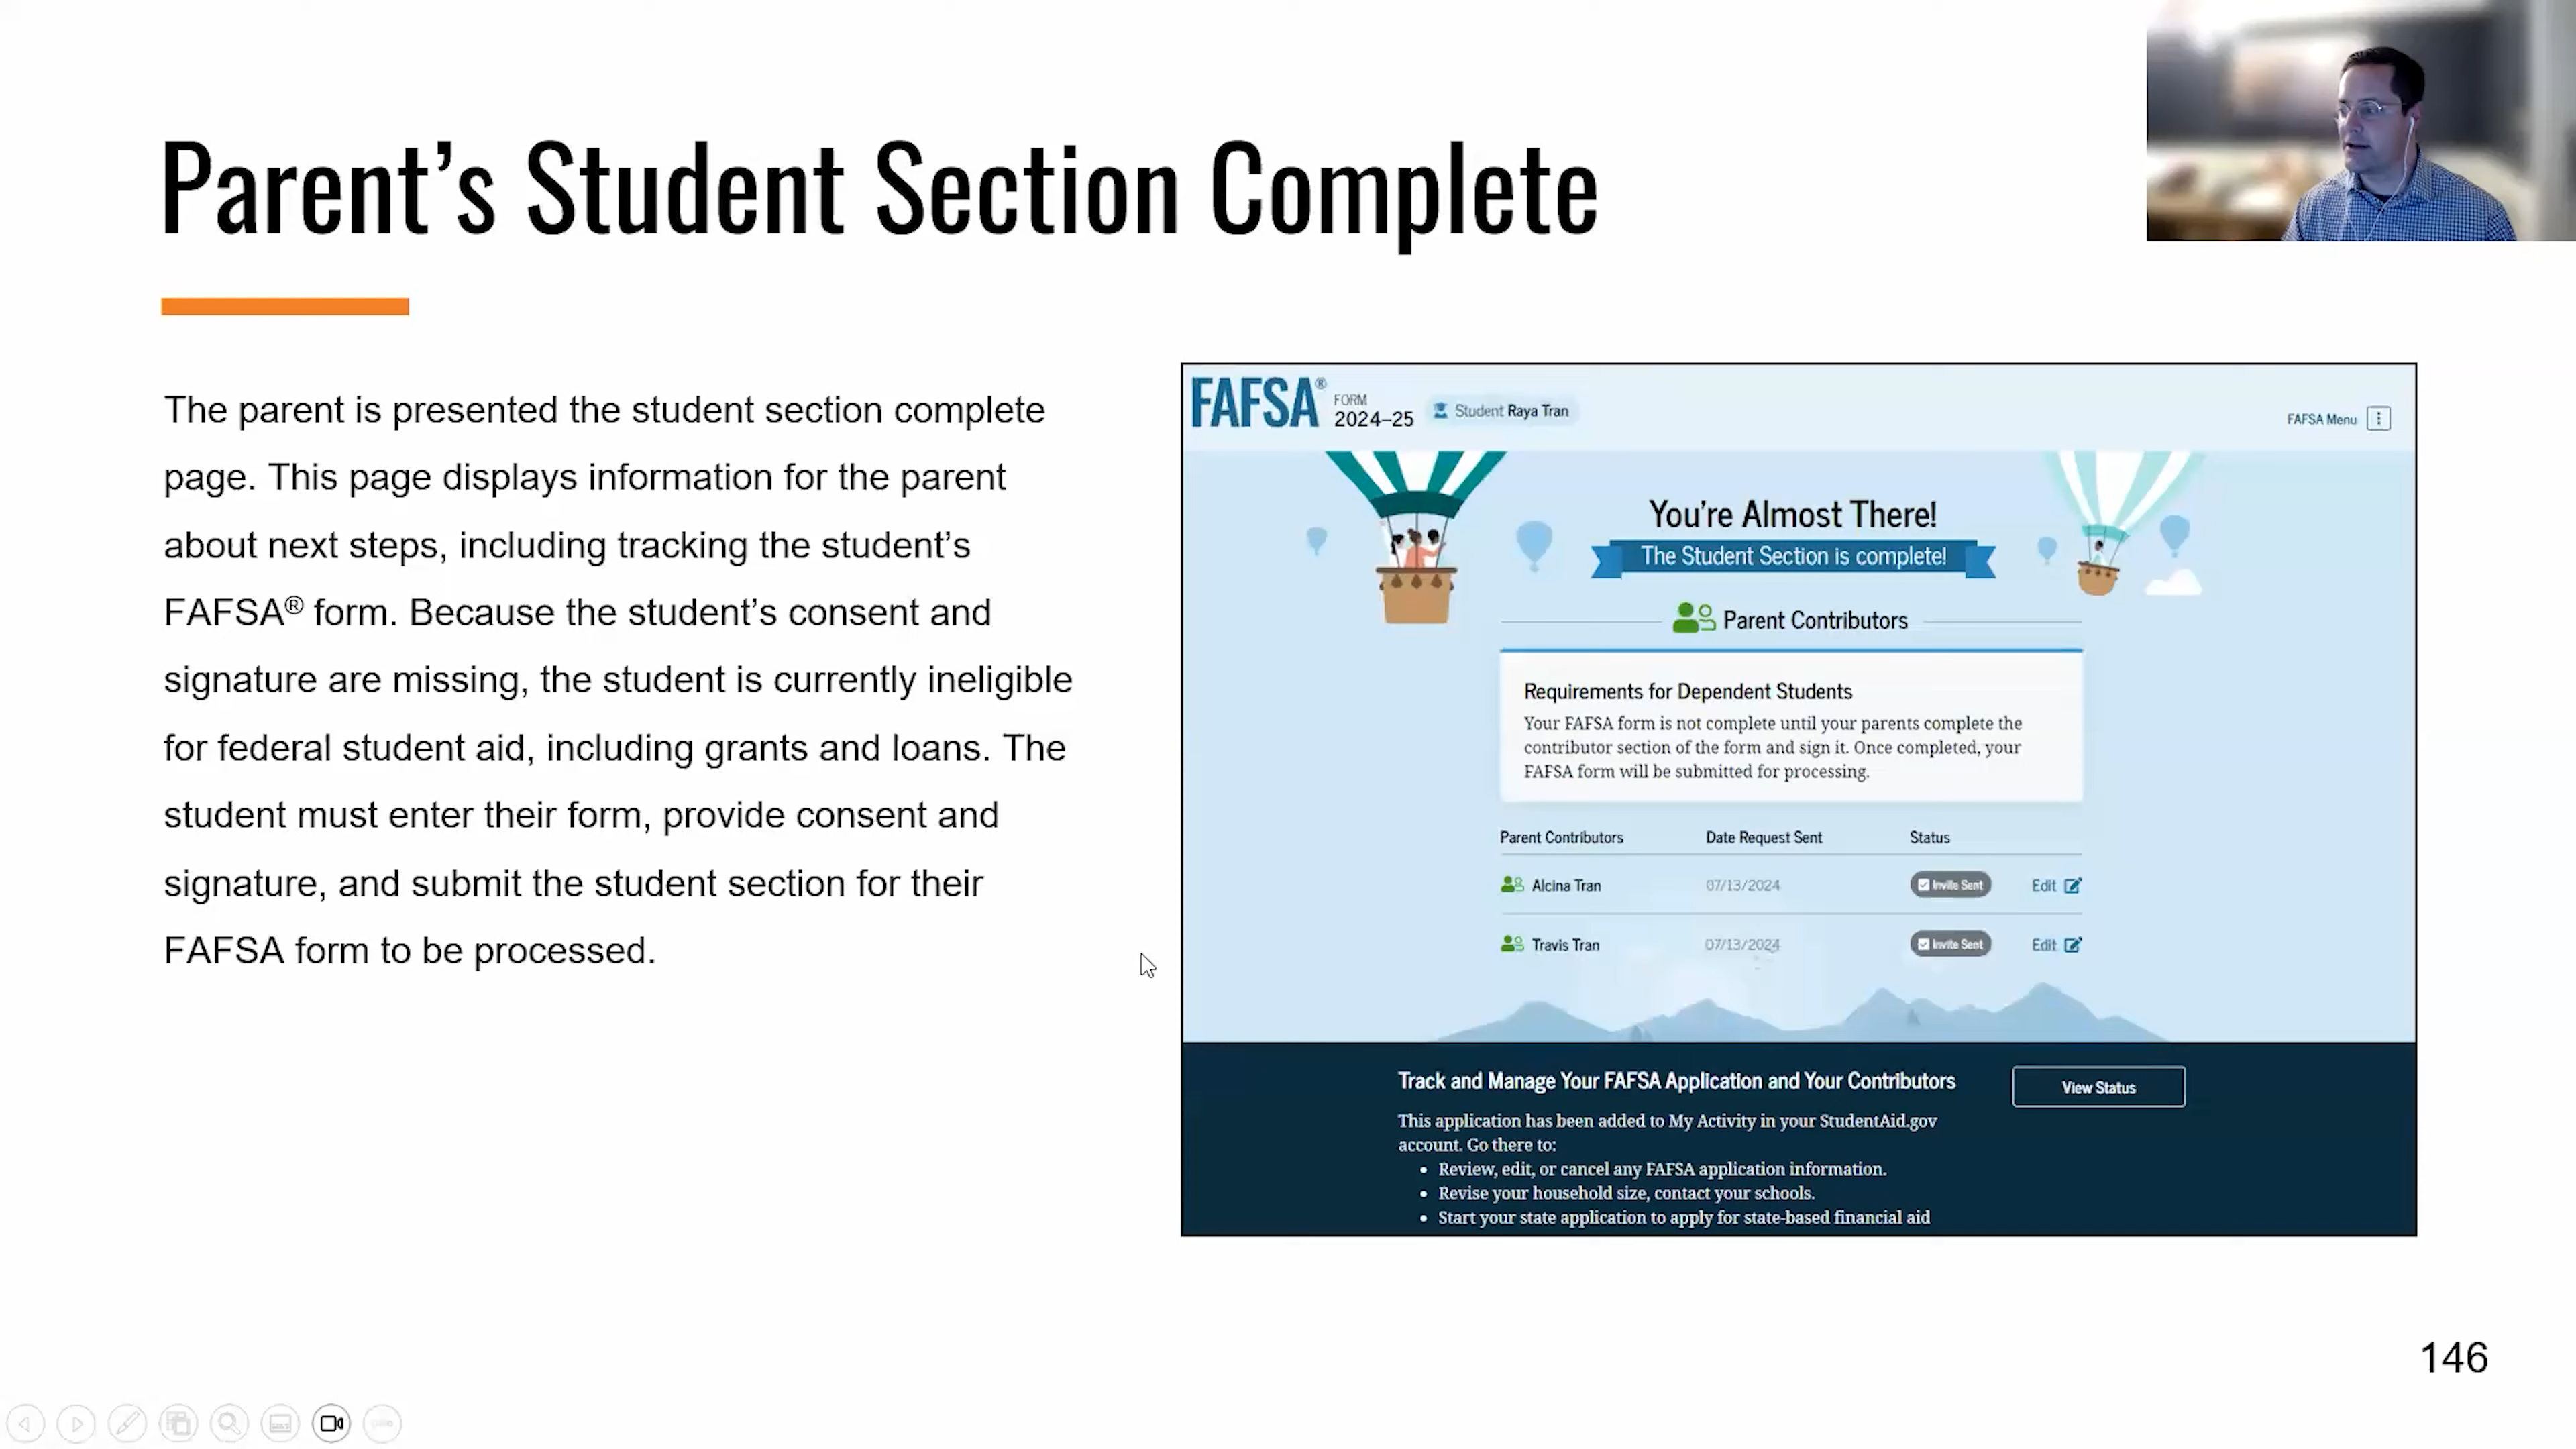 Parent’s Student Section Complete
The parent is presented the student section complete
page. This page displays information for the parent
about next steps, including tracking the student’s
FAFSA® form. Because the student’s consent and
signature are missing, the student is currently ineligible
for federal student aid, including grants and loans. The
student must enter their form, provide consent and
signature, and submit the student section for their
FAFSA form to be processed.
FAFSA® FORM 2024–25
Student Raya Tran
FAFSA Menu
You’re Almost There!
The Student Section is complete!
Parent Contributors
Requirements for Dependent Students
Your FAFSA form is not complete until your parents complete the
contributor section of the form and sign it. Once completed, your
FAFSA form will be submitted for processing.
Parent Contributors Date Request Sent Status
Alcina Tran 07/13/2024 Invite Sent Edit
Travis Tran 07/13/2024 Invite Sent Edit
Track and Manage Your FAFSA Application and Your Contributors
View Status
This application has been added to My Activity in your StudentAid.gov
account. Go there to:
• Review, edit, or cancel any FAFSA application information.
• Revise your household size, contact your schools.
• Start your state application to apply for state-based financial aid
146